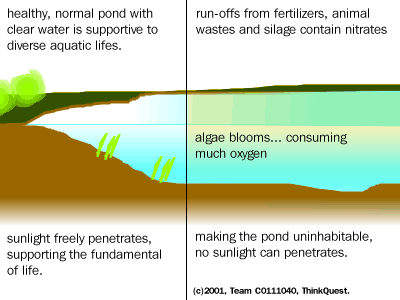 healthy, normal pond with
clear water is supportive to
diverse aquatic lifes.
run-offs from fertilizers, animal
wastes and silage contain nitrates
algae blooms... consuming
much oxygen
sunlight freely penetrates,
supporting the fundamental
of life.
making the pond uninhabitable,
no sunlight can penetrates.
(c)2001, Team C0111040, ThinkQuest.